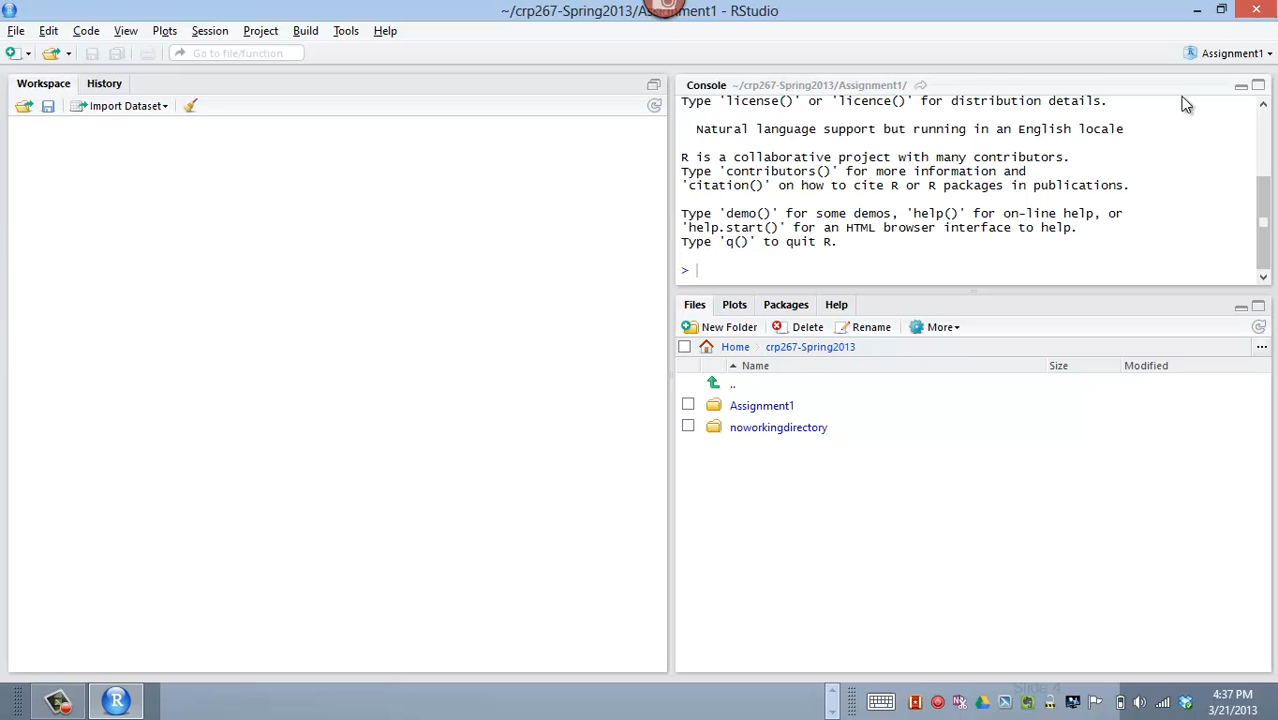 ~/crp267-Spring2013/Assignment1 - RStudio
File Edit Code View Plots Session Project Build Tools Help
Go to file/function
Assignment1
Workspace History
Import Dataset
Console ~/crp267-Spring2013/Assignment1/
Type 'license()' or 'licence()' for distribution details.
Natural language support but running in an English locale
R is a collaborative project with many contributors.
Type 'contributors()' for more information and
'citation()' on how to cite R or R packages in publications.
Type 'demo()' for some demos, 'help()' for on-line help, or
'help.start()' for an HTML browser interface to help.
Type 'q()' to quit R.
>
Files Plots Packages Help
New Folder Delete Rename More
Home crp267-Spring2013
Name Size Modified
..
Assignment1
noworkingdirectory
Slide 4
4:37 PM
3/21/2013